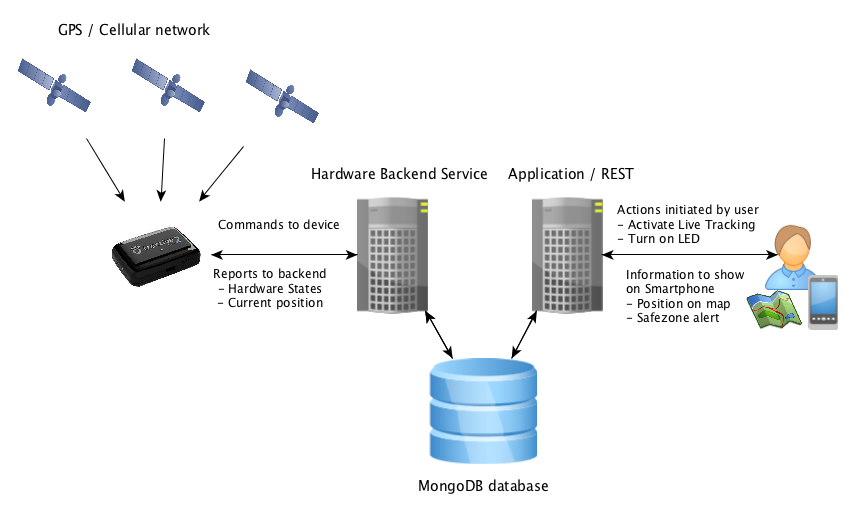 GPS / Cellular network
Hardware Backend Service
Application / REST
Commands to device
Reports to backend
- Hardware States
- Current position
Actions initiated by user
- Activate Live Tracking
- Turn on LED
Information to show
on Smartphone
- Position on map
- Safezone alert
MongoDB database